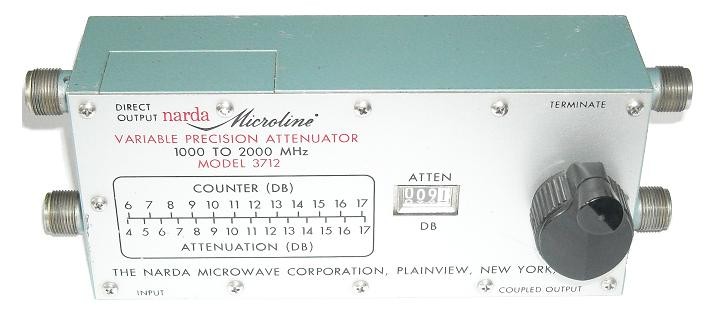 DIRECT OUTPUT
narda Microline
TERMINATE
VARIABLE PRECISION ATTENUATOR
1000 TO 2000 MHz
MODEL 3712
COUNTER (DB)
6 7 8 9 10 11 12 13 14 15 16 17
4 5 6 7 8 9 10 11 12 13 14 15 16 17
ATTENUATION (DB)
ATTEN
DB
THE NARDA MICROWAVE CORPORATION, PLAINVIEW, NEW YORK,
INPUT
COUPLED OUTPUT